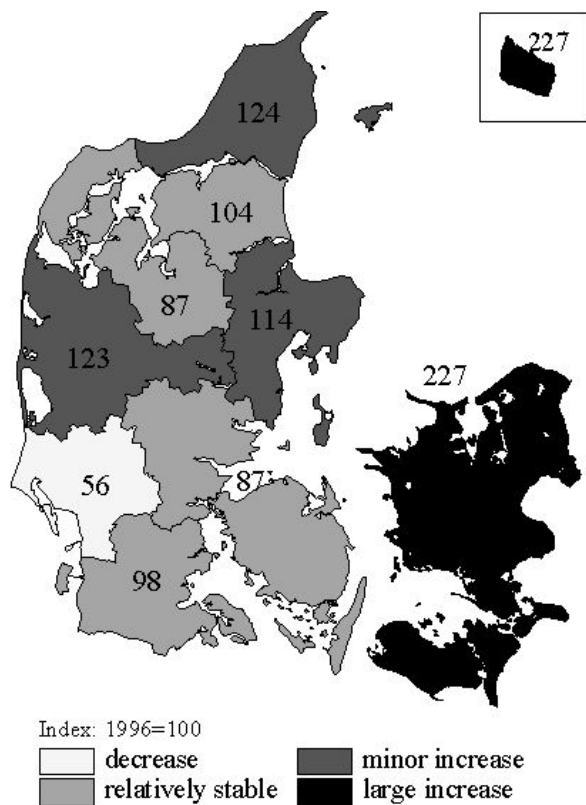 227
124
104
87
114
123
227
56
87
98
Index: 1996=100
decrease
minor increase
relatively stable
large increase